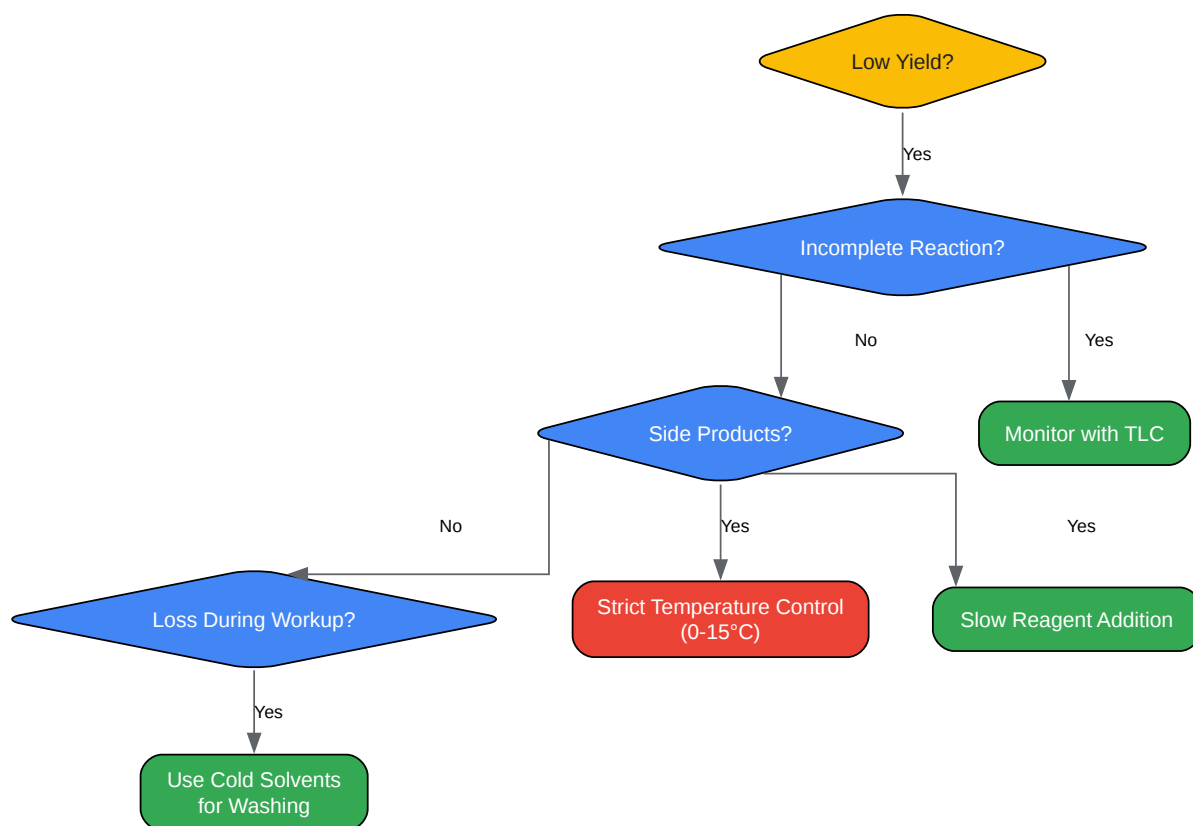 Low Yield?
Yes
Incomplete Reaction?
No
Yes
Side Products?
Monitor with TLC
No
Yes
Yes
Loss During Workup?
Strict Temperature Control
(0-15°C)
Slow Reagent Addition
Yes
Use Cold Solvents
for Washing